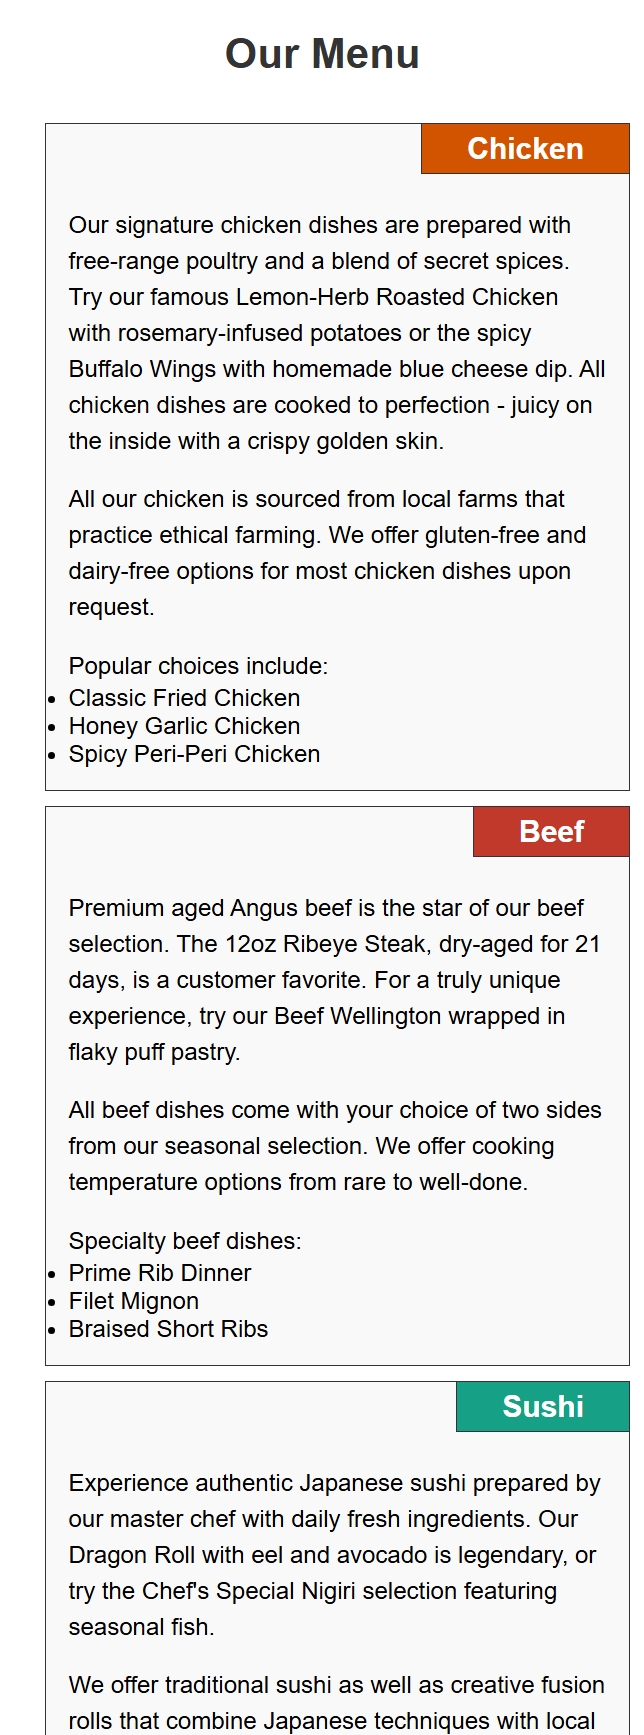 Our Menu
Chicken
Our signature chicken dishes are prepared with
free-range poultry and a blend of secret spices.
Try our famous Lemon-Herb Roasted Chicken
with rosemary-infused potatoes or the spicy
Buffalo Wings with homemade blue cheese dip. All
chicken dishes are cooked to perfection - juicy on
the inside with a crispy golden skin.
All our chicken is sourced from local farms that
practice ethical farming. We offer gluten-free and
dairy-free options for most chicken dishes upon
request.
Popular choices include:
• Classic Fried Chicken
• Honey Garlic Chicken
• Spicy Peri-Peri Chicken
Beef
Premium aged Angus beef is the star of our beef
selection. The 12oz Ribeye Steak, dry-aged for 21
days, is a customer favorite. For a truly unique
experience, try our Beef Wellington wrapped in
flaky puff pastry.
All beef dishes come with your choice of two sides
from our seasonal selection. We offer cooking
temperature options from rare to well-done.
Specialty beef dishes:
• Prime Rib Dinner
• Filet Mignon
• Braised Short Ribs
Sushi
Experience authentic Japanese sushi prepared by
our master chef with daily fresh ingredients. Our
Dragon Roll with eel and avocado is legendary, or
try the Chef's Special Nigiri selection featuring
seasonal fish.
We offer traditional sushi as well as creative fusion
rolls that combine Japanese techniques with local